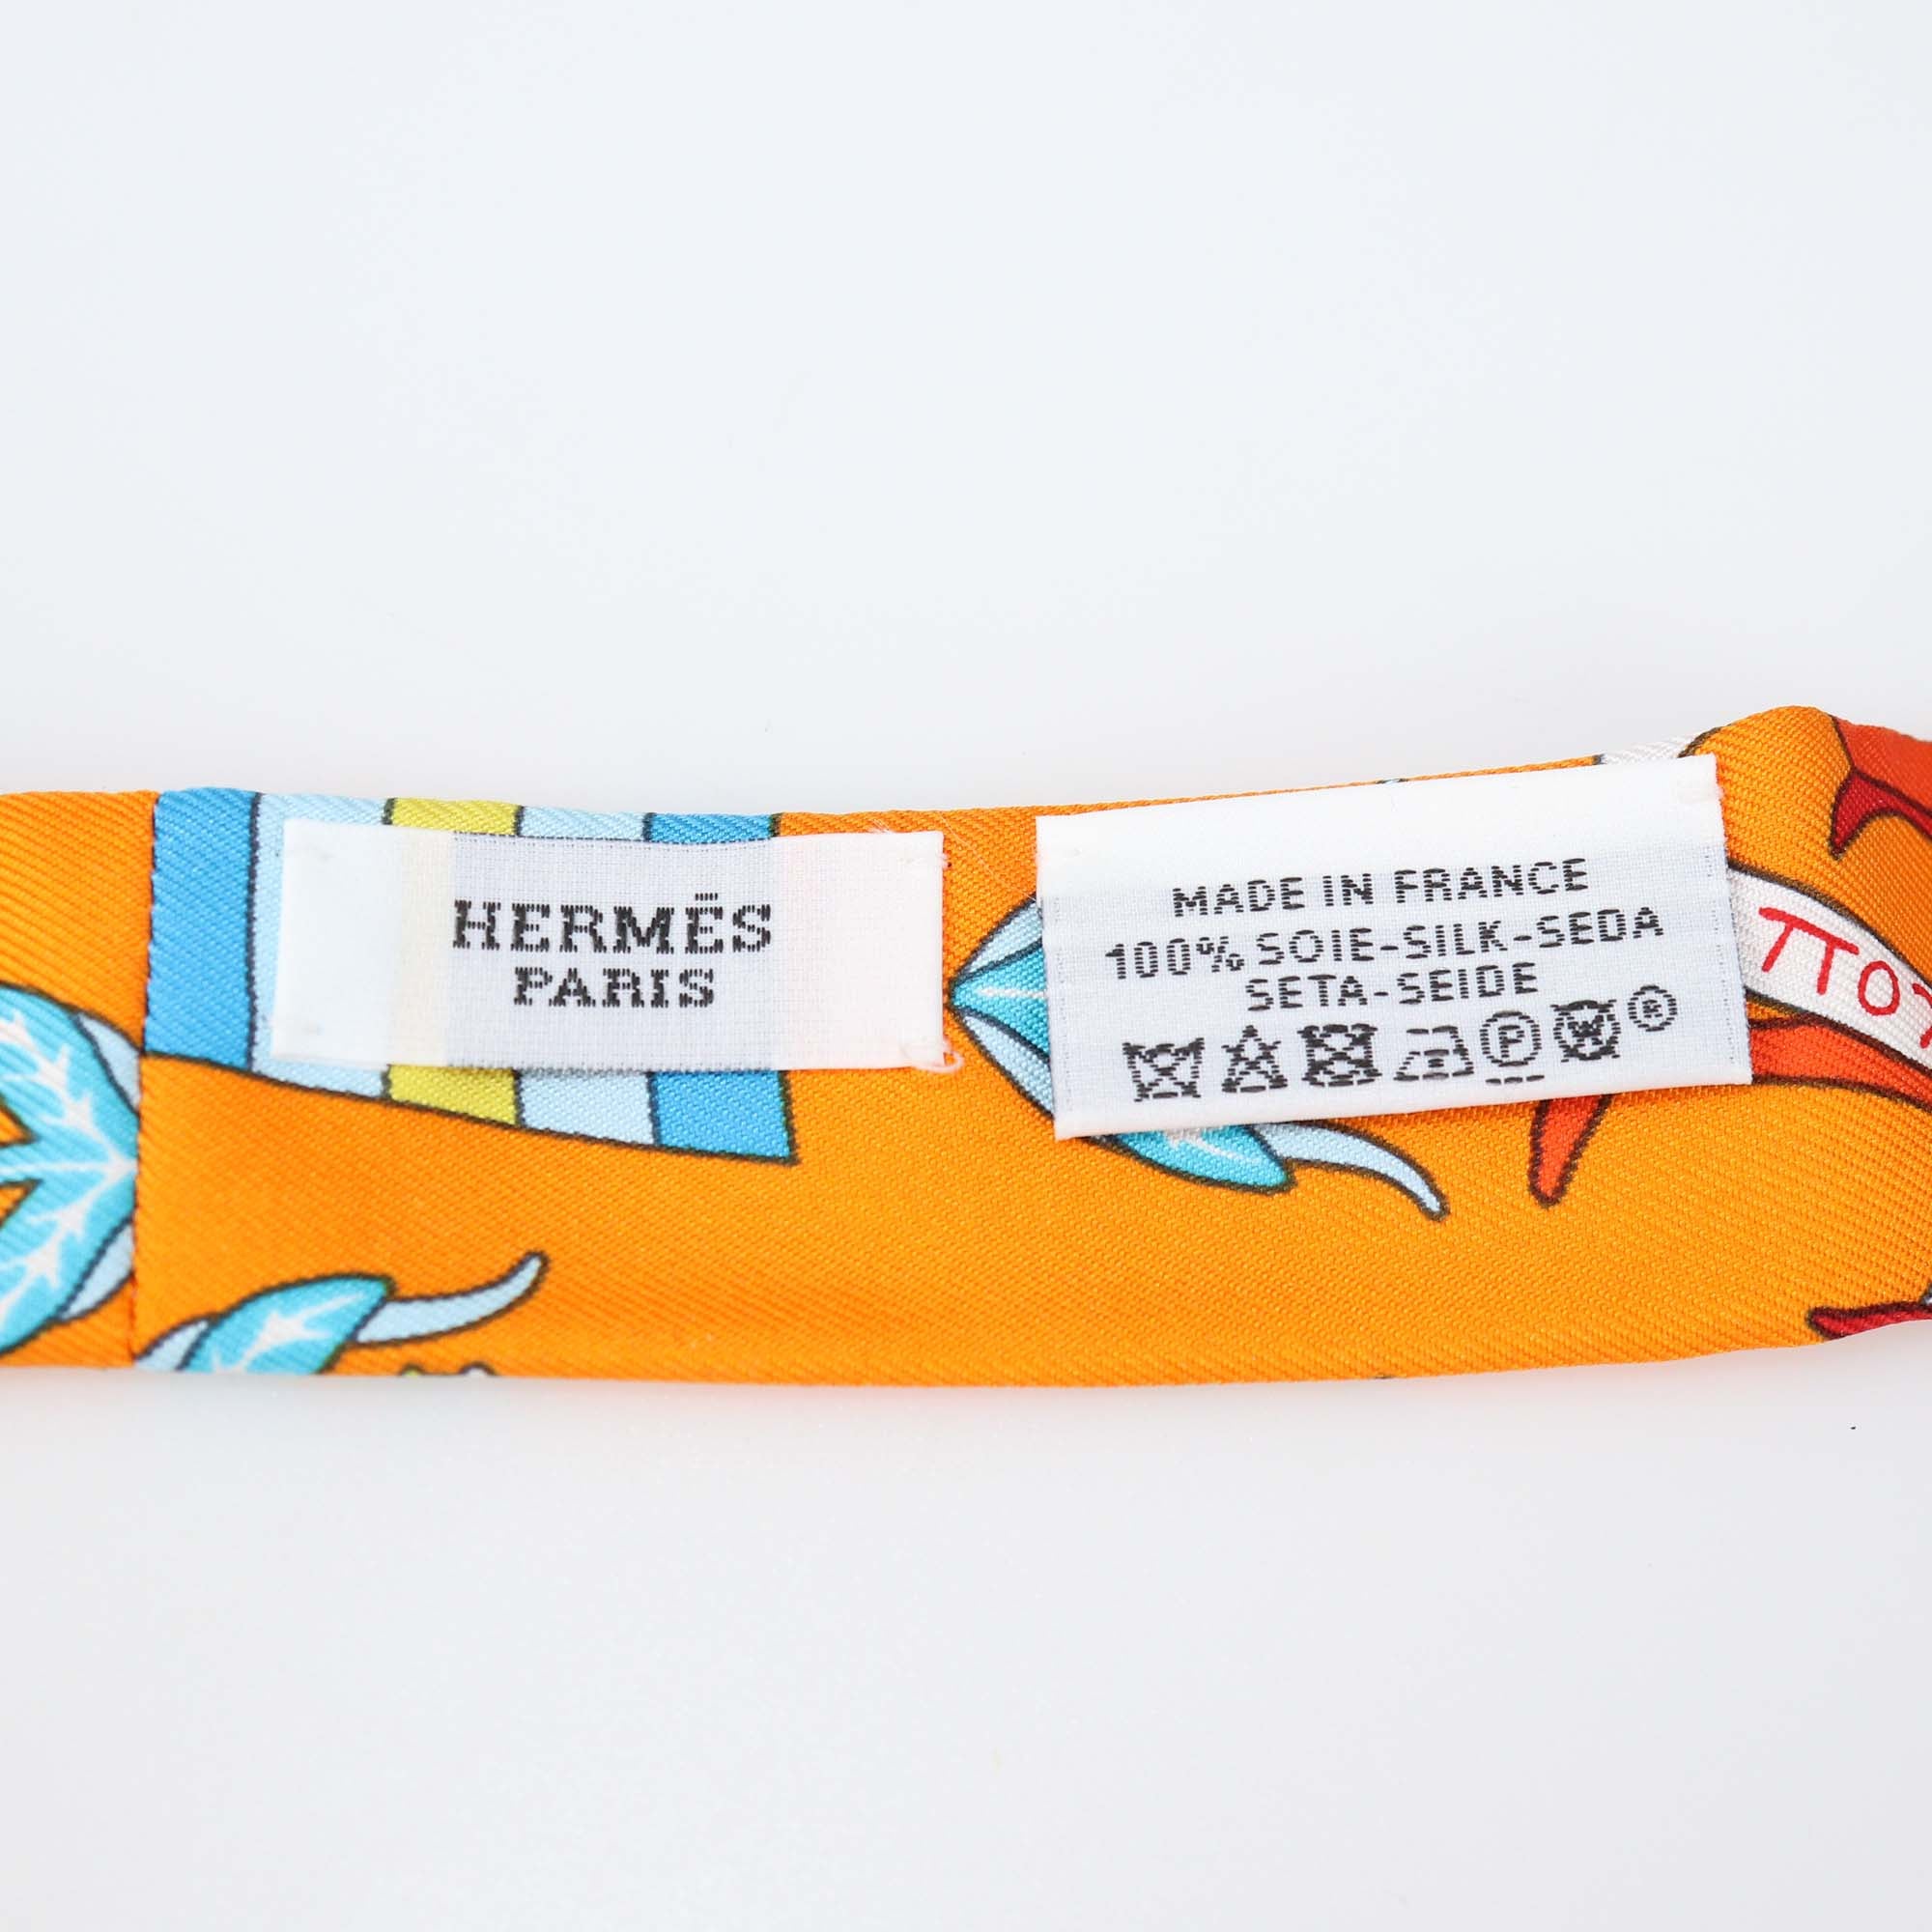 HERMÈS
PARIS
MADE IN FRANCE
100% SOIE-SILK-SEDA
SETA-SEIDE
P
®